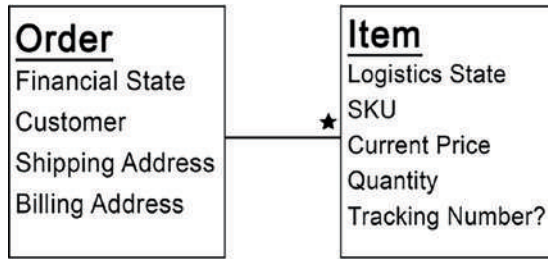 Order
Financial State
Customer
Shipping Address
Billing Address
Item
Logistics State
SKU
Current Price
Quantity
Tracking Number?